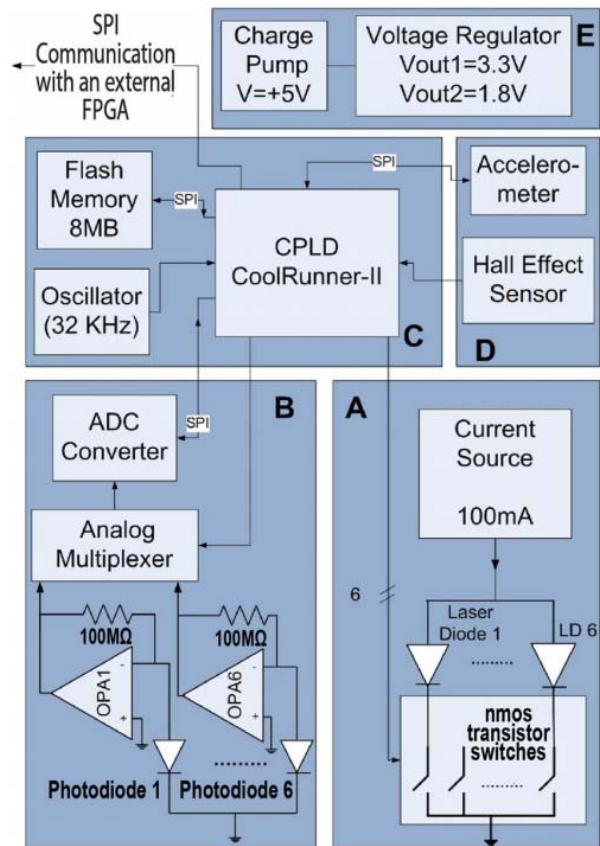 SPI
Communication
with an external
FPGA
Charge
Pump
V=+5V
Voltage Regulator
Vout1=3.3V
Vout2=1.8V
E
Flash
Memory
8MB
SPI
Oscillator
(32 KHz)
CPLD
CoolRunner-II
C
SPI
Accelero-
meter
Hall Effect
Sensor
D
B
ADC
Converter
SPI
Analog
Multiplexer
100MΩ
100MΩ
OPA1
-
+
OPA6
-
+
.........
Photodiode 1
Photodiode 6
A
Current
Source
100mA
6
Laser
Diode 1
LD 6
........
nmos
transistor
switches
........